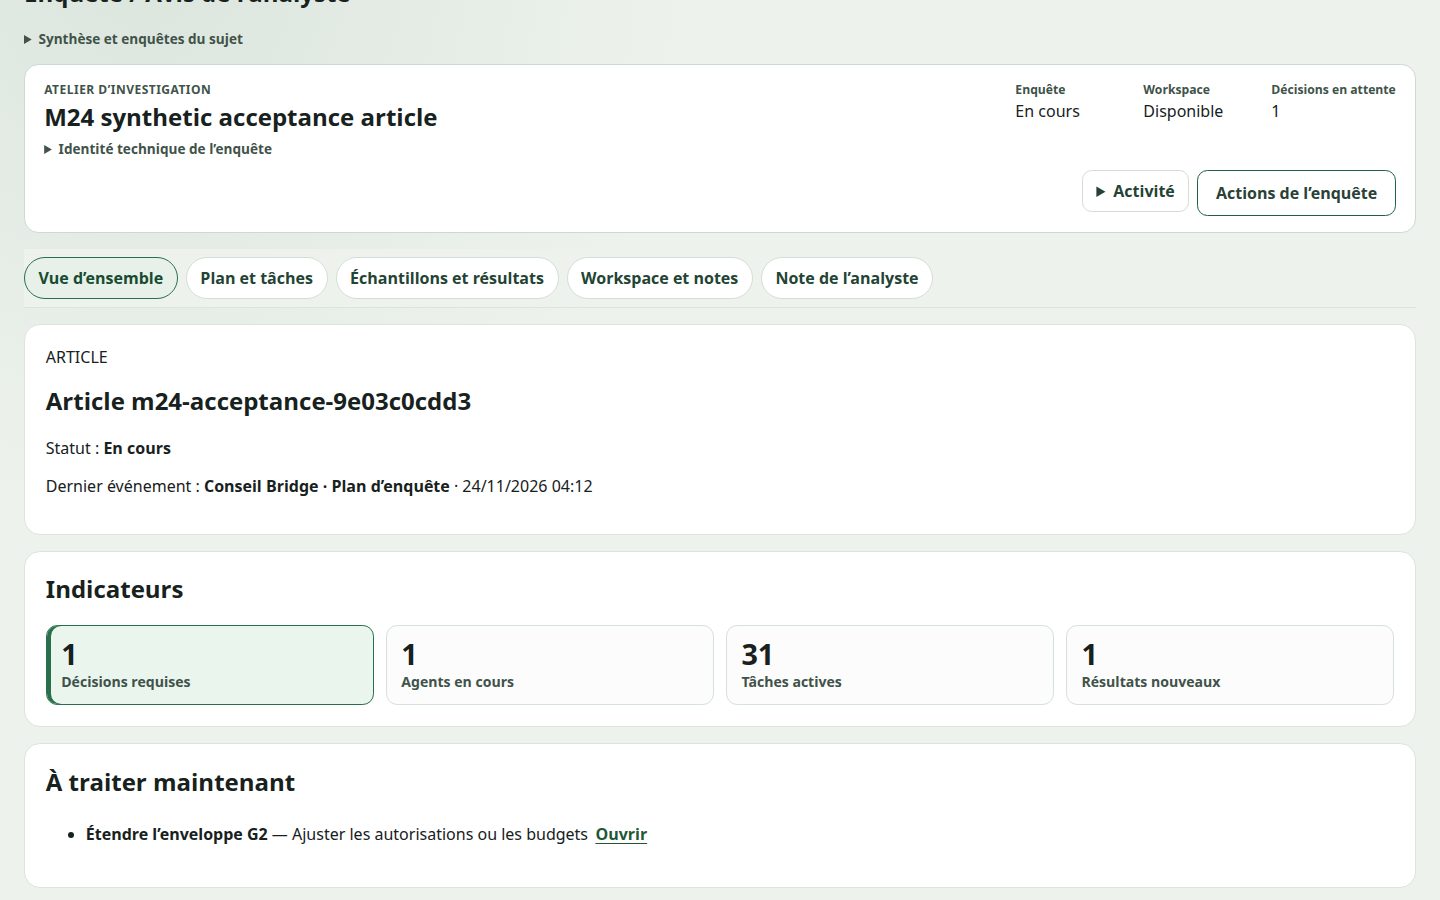 Enquête / Avis de l’analyste
Synthèse et enquêtes du sujet
ATELIER D’INVESTIGATION
M24 synthetic acceptance article
Identité technique de l’enquête
Enquête
En cours
Workspace
Disponible
Décisions en attente
1
Activité
Actions de l’enquête
Vue d’ensemble
Plan et tâches
Échantillons et résultats
Workspace et notes
Note de l’analyste
ARTICLE
Article m24-acceptance-9e03c0cdd3
Statut : En cours
Dernier événement : Conseil Bridge · Plan d’enquête · 24/11/2026 04:12
Indicateurs
1
Décisions requises
1
Agents en cours
31
Tâches actives
1
Résultats nouveaux
À traiter maintenant
Étendre l’enveloppe G2 — Ajuster les autorisations ou les budgets Ouvrir